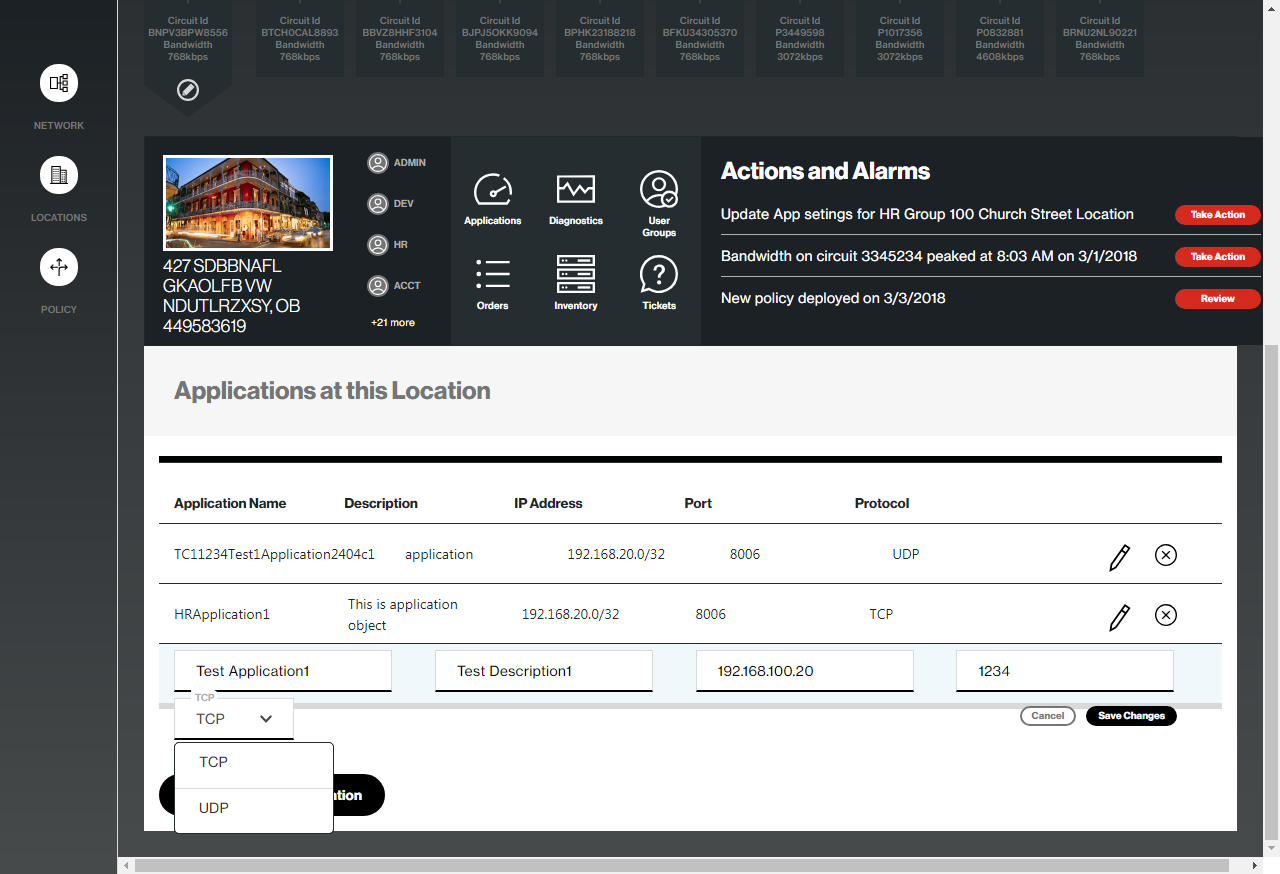 Circuit Id
BNPV3BPW8556
Bandwidth
768kbps
Circuit Id
BTCH0CAL8893
Bandwidth
768kbps
Circuit Id
BBVZ8HHF3104
Bandwidth
768kbps
Circuit Id
BJPJ5OKK9094
Bandwidth
768kbps
Circuit Id
BPHK23188218
Bandwidth
768kbps
Circuit Id
BFKU34305370
Bandwidth
768kbps
Circuit Id
P3449598
Bandwidth
3072kbps
Circuit Id
P1017356
Bandwidth
3072kbps
Circuit Id
P0832881
Bandwidth
4608kbps
Circuit Id
BRNU2NL90221
Bandwidth
768kbps
NETWORK
LOCATIONS
POLICY
427 SDBBNAFL
GKAOLFB VW
NDUTLRZXSY, OB
449583619
ADMIN
DEV
HR
ACCT
+21 more
Applications
Diagnostics
User
Groups
Orders
Inventory
Tickets
Actions and Alarms
Update App setings for HR Group 100 Church Street Location
Take Action
Bandwidth on circuit 3345234 peaked at 8:03 AM on 3/1/2018
Take Action
New policy deployed on 3/3/2018
Review
Applications at this Location
Application Name Description IP Address Port Protocol
TC11234Test1Application2404c1 application 192.168.20.0/32 8006 UDP
HRApplication1 This is application object 192.168.20.0/32 8006 TCP
Test Application1 Test Description1 192.168.100.20 1234
TCP
TCP
Cancel Save Changes
TCP
UDP